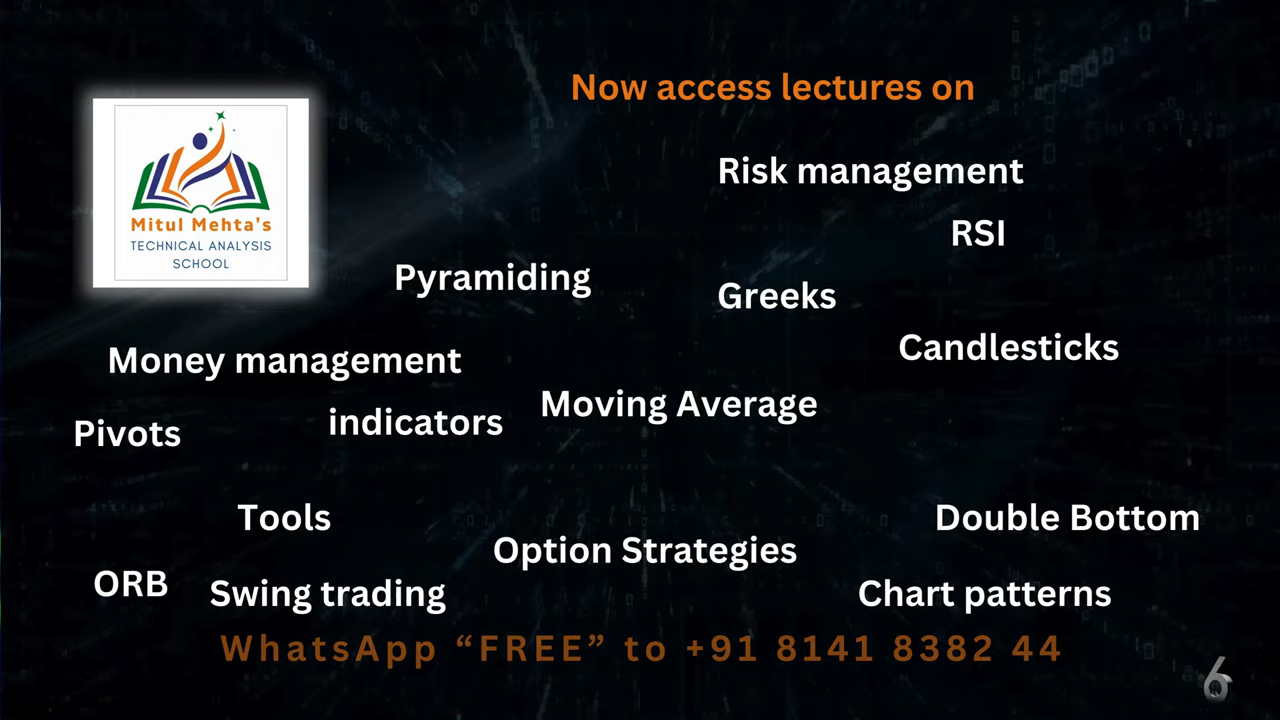 Now access lectures on
Mitul Mehta's
TECHNICAL ANALYSIS
SCHOOL
Risk management
RSI
Pyramiding
Greeks
Candlesticks
Money management
Moving Average
indicators
Pivots
Tools
Double Bottom
Option Strategies
ORB
Swing trading
Chart patterns
WhatsApp “FREE” to +91 8141 8382 44
6